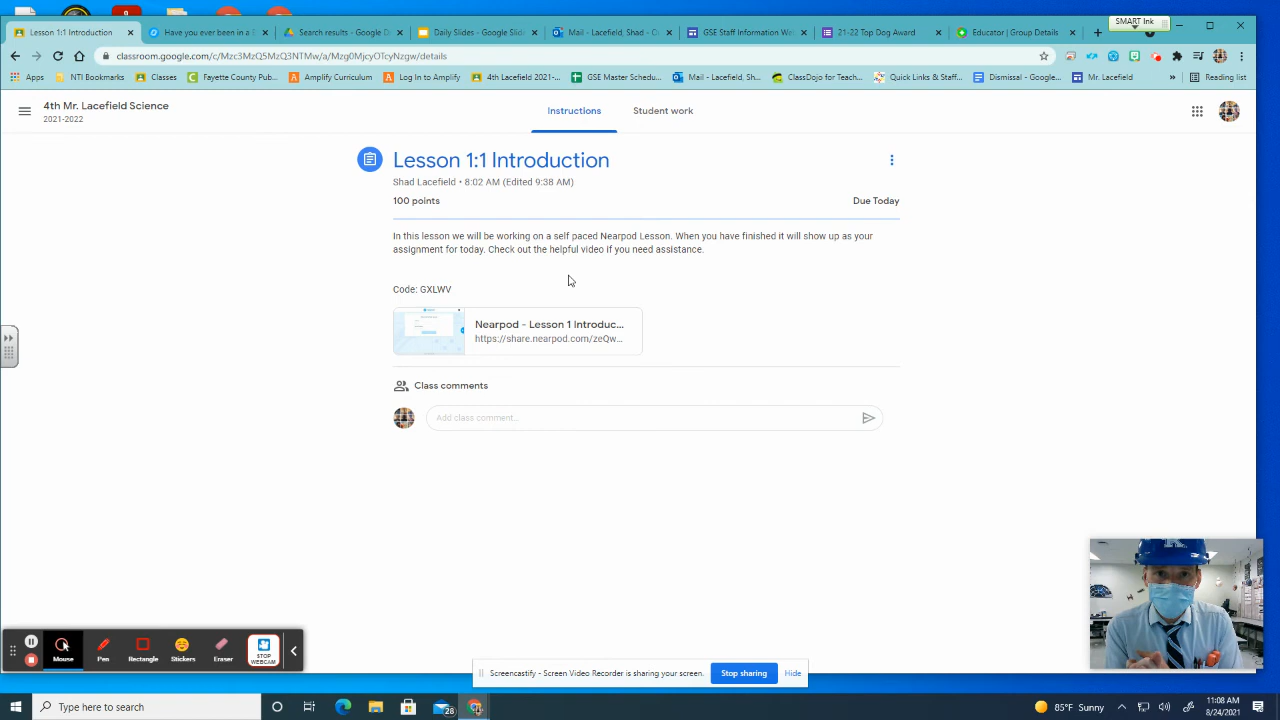 SMART Ink
Lesson 1:1 Introduction
Have you ever been in a E
Search results - Google D
Daily Slides - Google Slid
Mail - Lacefield, Shad - O
GSE Staff Information We
21-22 Top Dog Award
Educator | Group Details
classroom.google.com/c/Mzc3MzQ5MzQ3NTMw/a/Mzg0MjcyOTcyNzgw/details
Apps
NTI Bookmarks
Classes
Fayette County Pub...
Amplify Curriculum
Log In to Amplify
4th Lacefield 2021-...
GSE Master Schedu...
Mail - Lacefield, Sh...
ClassDojo for Teach...
Quick Links & Staff...
Dismissal - Google...
Mr. Lacefield
»
Reading list
4th Mr. Lacefield Science
2021-2022
Instructions
Student work
Lesson 1:1 Introduction
Shad Lacefield • 8:02 AM (Edited 9:38 AM)
100 points
Due Today
In this lesson we will be working on a self paced Nearpod Lesson. When you have finished it will show up as your
assignment for today. Check out the helpful video if you need assistance.
Code: GXLWV
Nearpod - Lesson 1 Introduc...
https://share.nearpod.com/zeQw...
Class comments
Add class comment...
Mouse
Pen
Rectangle
Stickers
Eraser
STOP
WEBCAM
Screencastify - Screen Video Recorder is sharing your screen.
Stop sharing
Hide
Type here to search
28
85°F Sunny
11:08 AM
8/24/2021